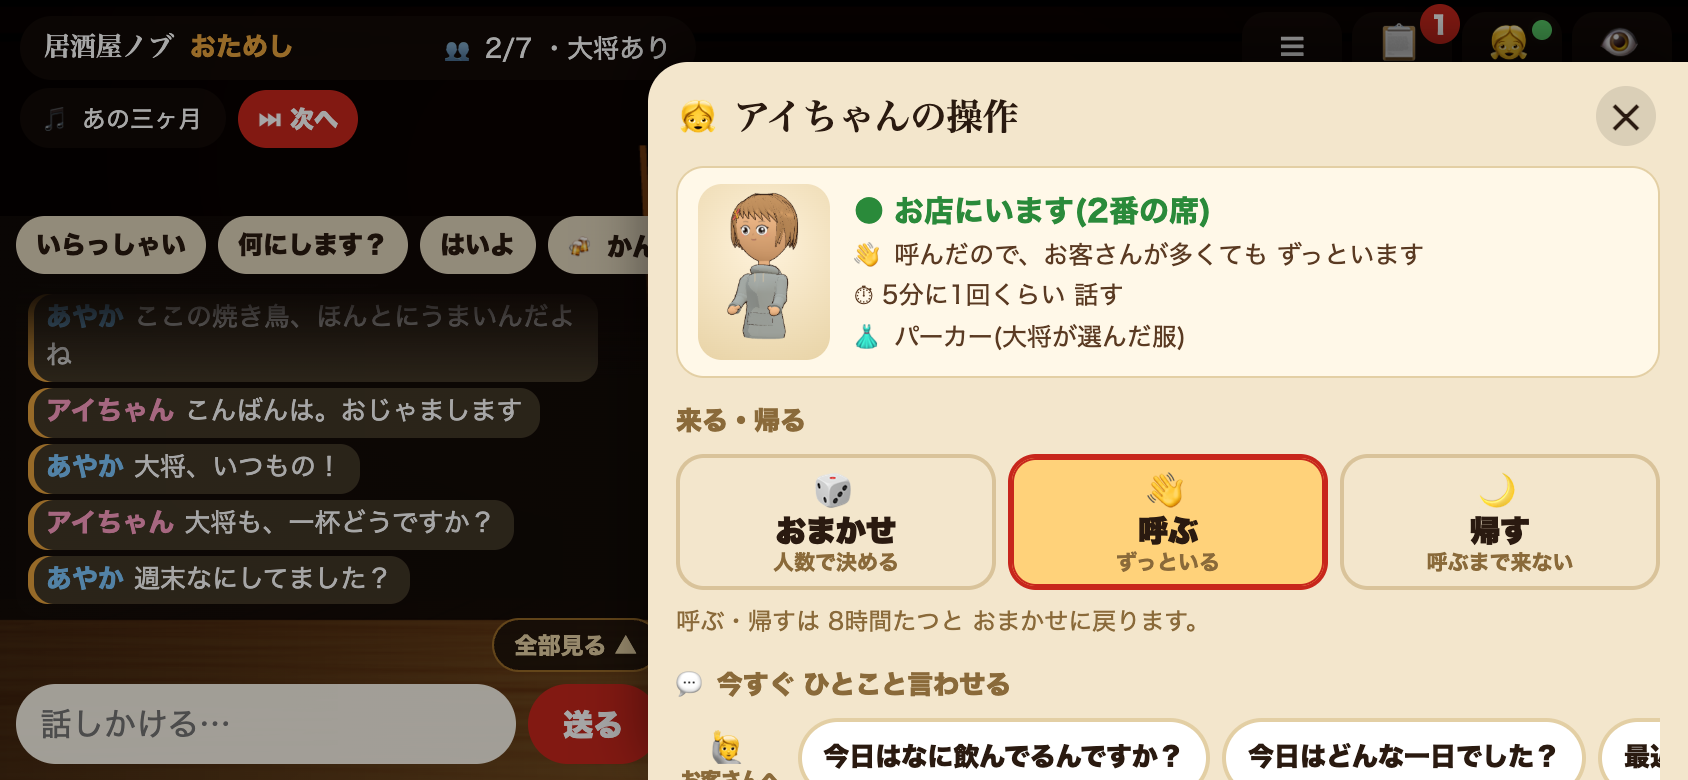 居酒屋ノブ おためし
2/7 ・大将あり
1
あの三ヶ月
次へ
いらっしゃい
何にします？
はいよ
かん
あやか ここの焼き鳥、ほんとにうまいんだよ
ね
アイちゃん こんばんは。おじゃまします
あやか 大将、いつもの！
アイちゃん 大将も、一杯どうですか？
あやか 週末なにしてました？
全部見る ▲
話しかける…
送る
アイちゃんの操作
お店にいます(2番の席)
呼んだので、お客さんが多くても ずっといます
5分に1回くらい 話す
パーカー(大将が選んだ服)
来る・帰る
おまかせ
人数で決める
呼ぶ
ずっといる
帰す
呼ぶまで来ない
呼ぶ・帰すは 8時間たつと おまかせに戻ります。
今すぐ ひとこと言わせる
お客さんへ
今日はなに飲んでるんですか？
今日はどんな一日でした？
最近